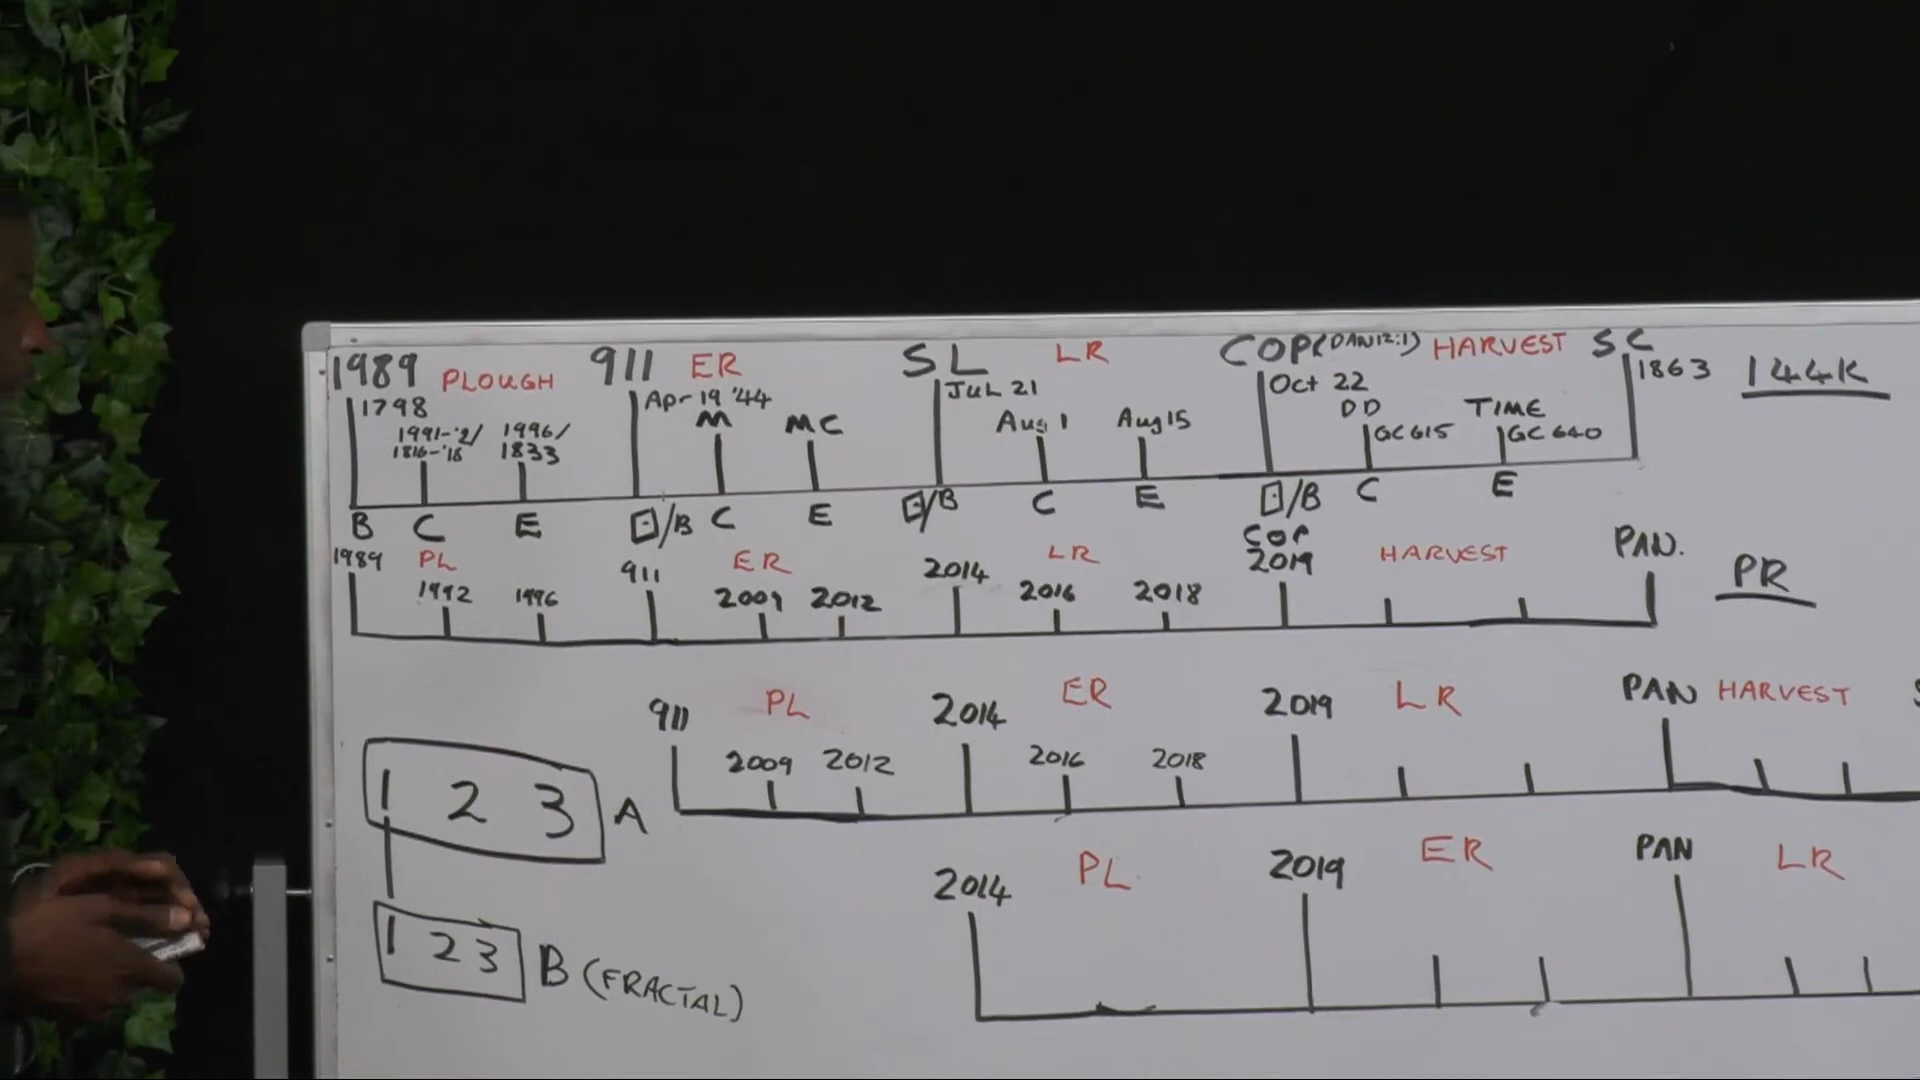 1989 PLOUGH 911 ER SL LR COP(DAN12:1) HARVEST SC
1798 Apr 19 '44 Jul 21 Oct 22 1863 144K
1991-'2/ 1996/ M MC Aug 1 Aug 15 DD TIME
1816-'18 1833 GC 615 GC 640
B C E ⊡/B C E ⊡/B C E ⊡/B C E
1989 PL 911 ER 2014 LR COP 2019 HARVEST PAN. PR
1992 1996 2009 2012 2016 2018
911 PL 2014 ER 2019 LR PAN HARVEST
2009 2012 2016 2018
1 2 3 A
2014 PL 2019 ER PAN LR
1 2 3 B (FRACTAL)